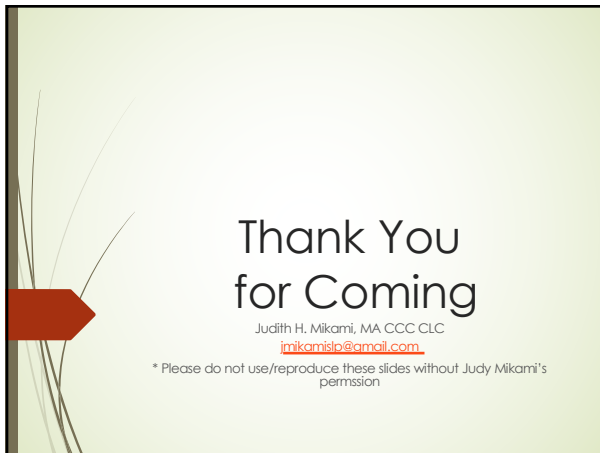 Thank You
for Coming
Judith H. Mikami, MA CCC CLC
jmikamislp@gmail.com
* Please do not use/reproduce these slides without Judy Mikami's
permssion